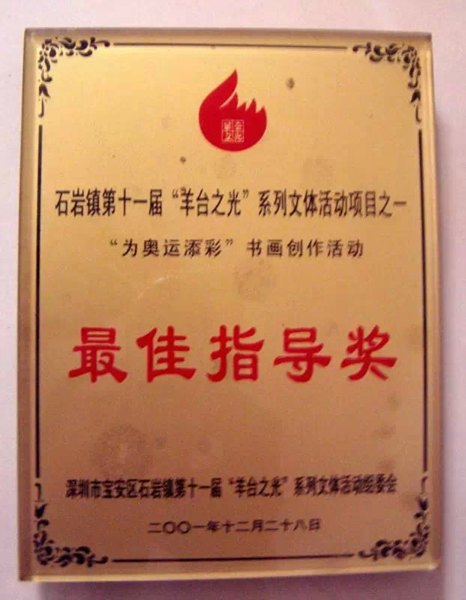 石岩镇第十一届“羊台之光”系列文体活动项目之一
“为奥运添彩”书画创作活动
最佳指导奖
深圳市宝安区石岩镇第十一届“羊台之光”系列文体活动组委会
二〇〇一年十二月二十八日